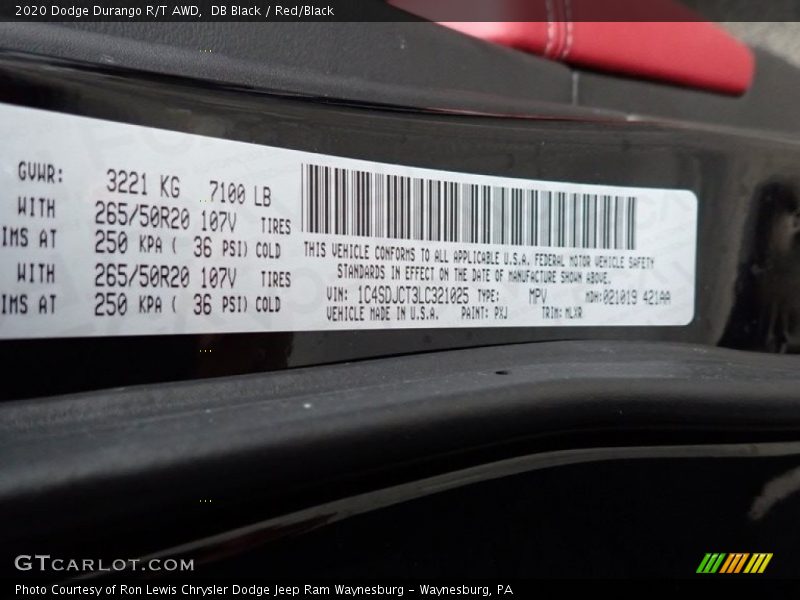 2020 Dodge Durango R/T AWD,  DB Black / Red/Black
GVWR: 3221 KG 7100 LB
WITH 265/50R20 107V TIRES
IMS AT 250 KPA ( 36 PSI) COLD
WITH 265/50R20 107V TIRES
IMS AT 250 KPA ( 36 PSI) COLD
THIS VEHICLE CONFORMS TO ALL APPLICABLE U.S.A. FEDERAL MOTOR VEHICLE SAFETY
STANDARDS IN EFFECT ON THE DATE OF MANUFACTURE SHOWN ABOVE.
VIN: 1C4SDJCT3LC321025 TYPE: MPV MDH:021019 421AA
VEHICLE MADE IN U.S.A. PAINT: PXJ TRIM: MLXR
GTCARLOT.COM
Photo Courtesy of Ron Lewis Chrysler Dodge Jeep Ram Waynesburg - Waynesburg, PA